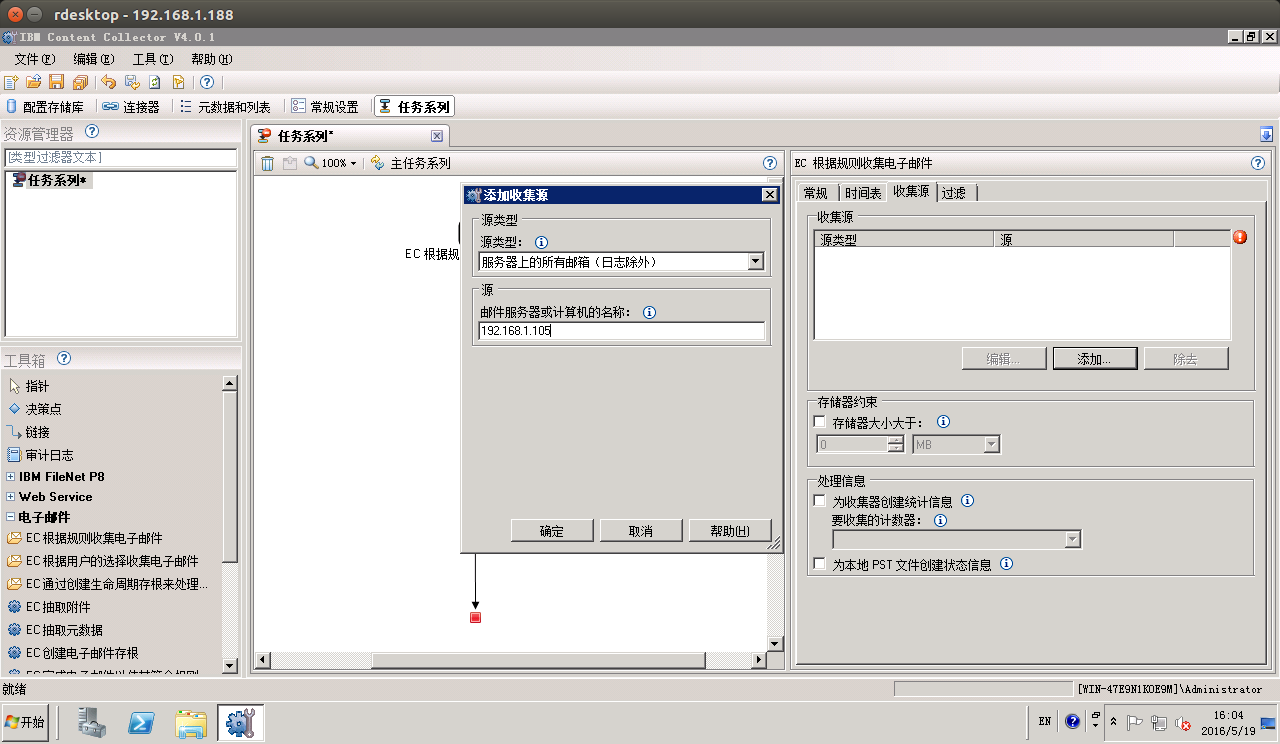 rdesktop - 192.168.1.188
IBM Content Collector V4.0.1
文件(F) 编辑(E) 工具(T) 帮助(H)
配置存储库 连接器 元数据和列表 常规设置 任务系列
资源管理器
[类型过滤器文本]
任务系列*
任务系列*
100% 主任务系列
EC 根据规
添加收集源
源类型
源类型：
服务器上的所有邮箱（日志除外）
源
邮件服务器或计算机的名称：
192.168.1.105
确定 取消 帮助(H)
EC 根据规则收集电子邮件
常规 时间表 收集源 过滤
收集源
源类型 源
编辑... 添加... 除去
存储器约束
存储器大小大于：
0 MB
处理信息
为收集器创建统计信息
要收集的计数器：
为本地 PST 文件创建状态信息
工具箱
指针
决策点
链接
审计日志
IBM FileNet P8
Web Service
电子邮件
EC 根据规则收集电子邮件
EC 根据用户的选择收集电子邮件
EC 通过创建生命周期存根来处理...
EC 抽取附件
EC 抽取元数据
EC 创建电子邮件存根
就绪
[WIN-47E9N1KOE9M]\Administrator
开始
EN
16:04
2016/5/19